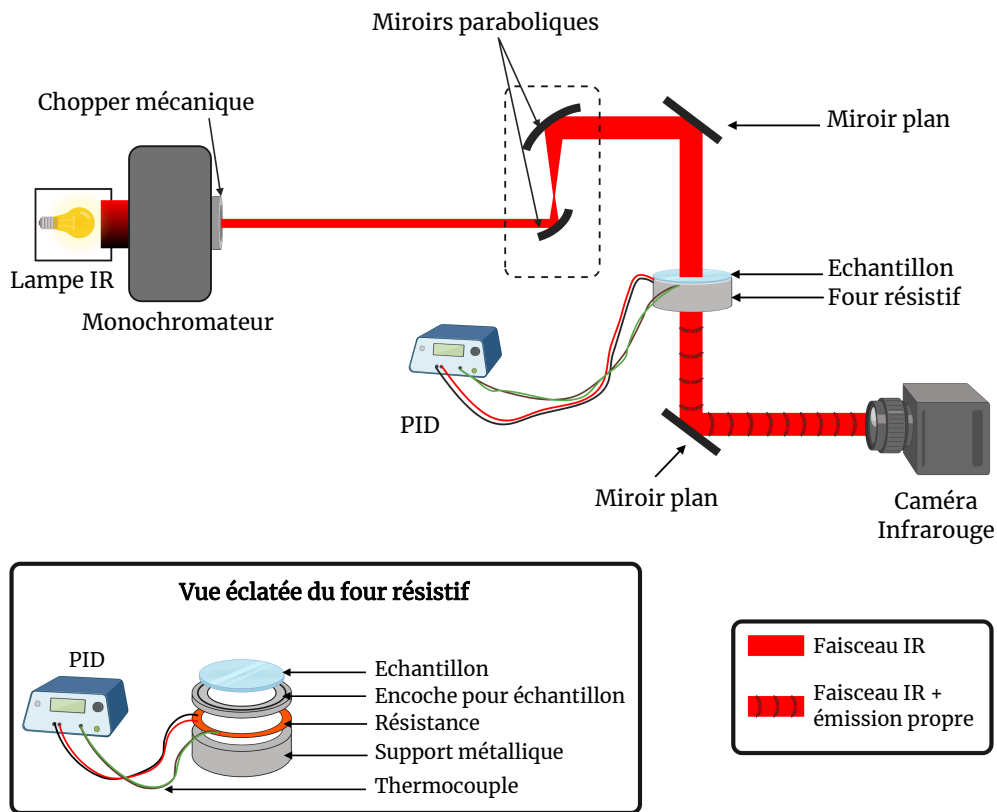 Miroirs paraboliques
Chopper mécanique
Miroir plan
Lampe IR
Monochromateur
Echantillon
Four résistif
PID
Miroir plan
Caméra
Infrarouge
Vue éclatée du four résistif
PID
Echantillon
Encoche pour échantillon
Résistance
Support métallique
Thermocouple
Faisceau IR
Faisceau IR +
émission propre